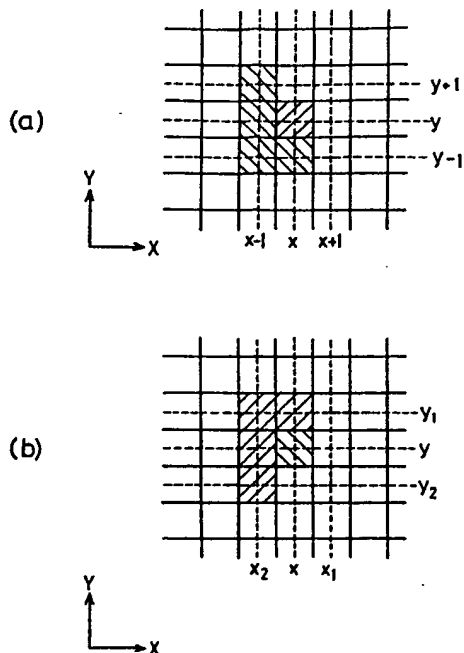 (a)
y+1
y
y-1
x-1 x x+1
Y
X
(b)
y₁
y
y₂
x₂ x x₁
Y
X